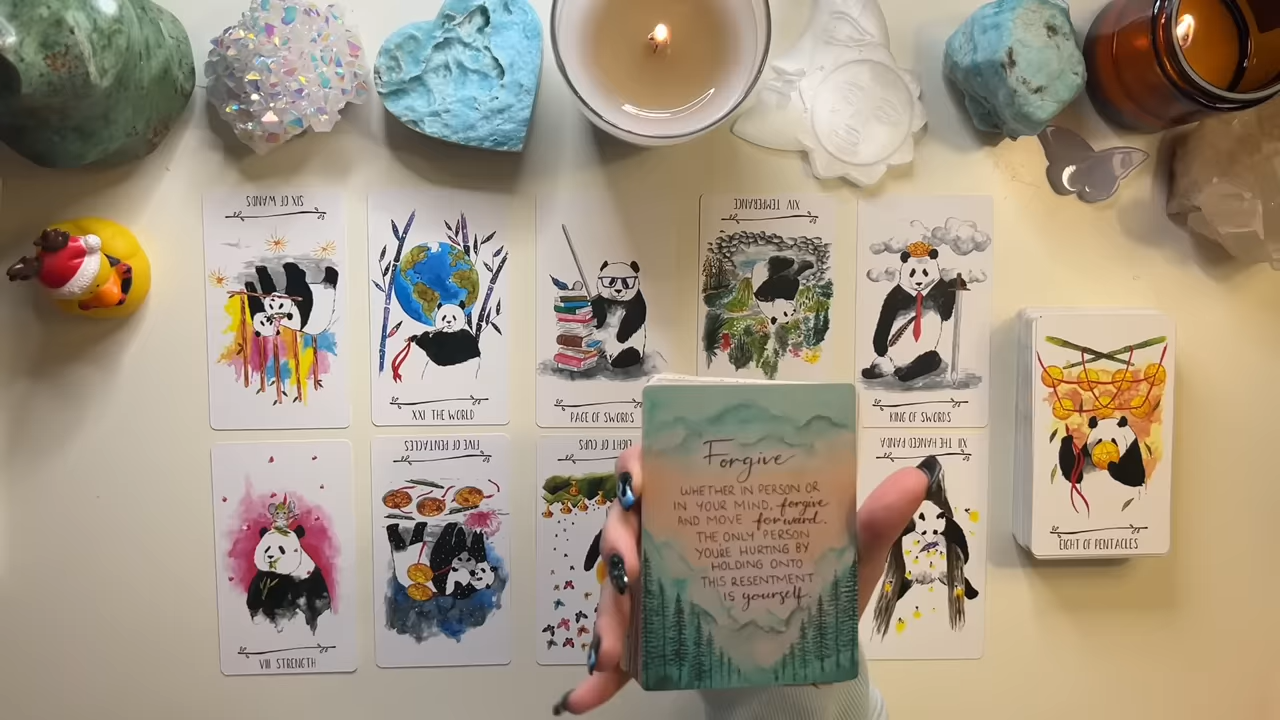 SIX OF WANDS
XXI THE WORLD
PAGE OF SWORDS
XIV TEMPERANCE
KING OF SWORDS
VIII STRENGTH
FIVE OF PENTACLES
EIGHT OF CUPS
XII THE HANGED PANDA
EIGHT OF PENTACLES
Forgive
WHETHER IN PERSON OR
IN YOUR MIND, forgive
AND MOVE forward.
THE ONLY PERSON
YOU'RE HURTING BY
HOLDING ONTO
THIS RESENTMENT
IS yourself.